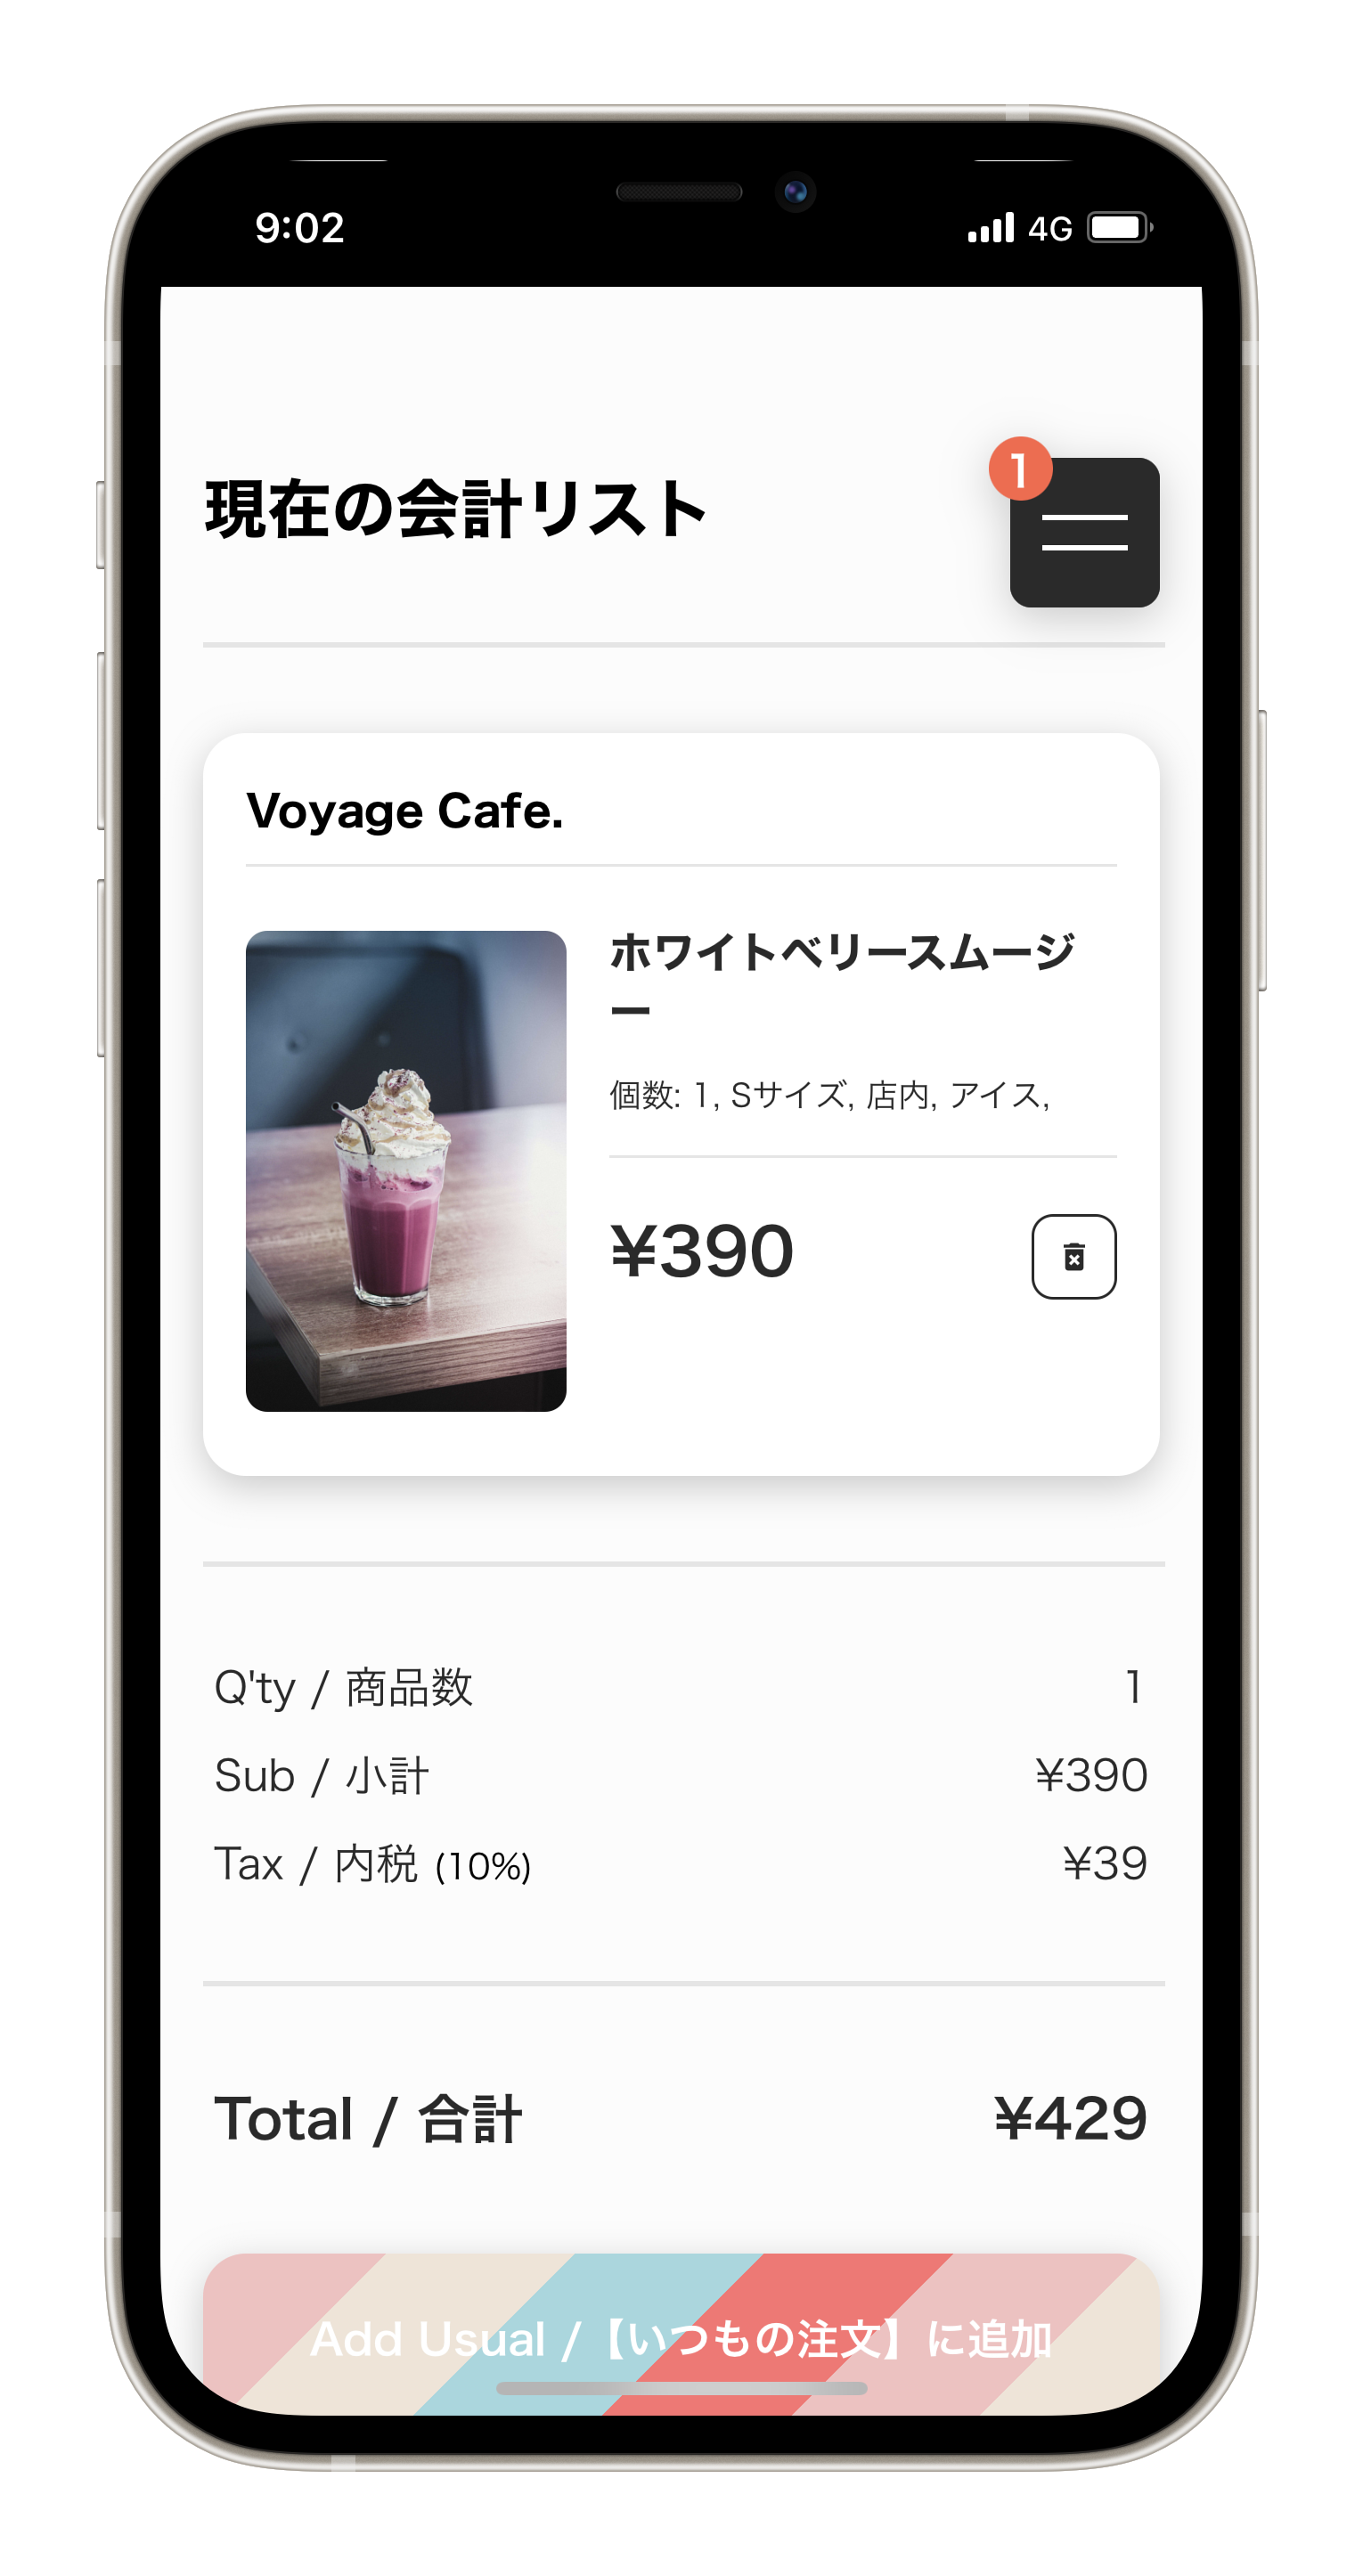 9:02
4G
現在の会計リスト
1
Voyage Cafe.
ホワイトベリースムージ
ー
個数: 1, Sサイズ, 店内, アイス,
¥390
Q'ty / 商品数 1
Sub / 小計 ¥390
Tax / 内税 (10%) ¥39
Total / 合計 ¥429
Add Usual /【いつもの注文】に追加